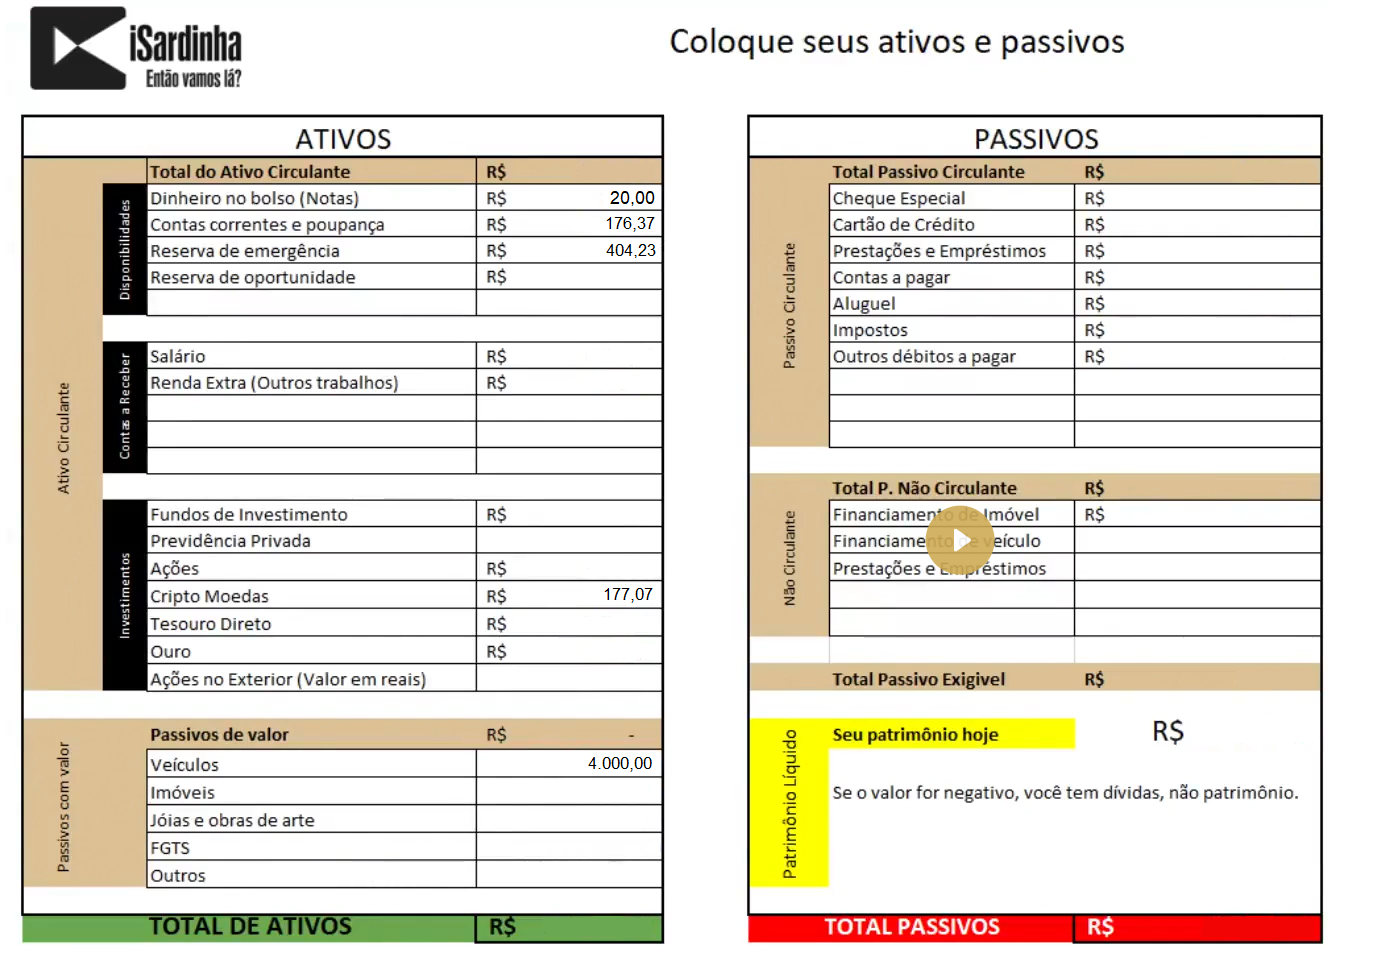 iSardinha
Então vamos lá?
Coloque seus ativos e passivos
ATIVOS
Ativo Circulante
Total do Ativo Circulante R$
Disponibilidades
Dinheiro no bolso (Notas) R$ 20,00
Contas correntes e poupança R$ 176,37
Reserva de emergência R$ 404,23
Reserva de oportunidade R$
Contas a Receber
Salário R$
Renda Extra (Outros trabalhos) R$
Investimentos
Fundos de Investimento R$
Previdência Privada
Ações R$
Cripto Moedas R$ 177,07
Tesouro Direto R$
Ouro R$
Ações no Exterior (Valor em reais)
Passivos com valor
Passivos de valor R$ -
Veículos 4.000,00
Imóveis
Jóias e obras de arte
FGTS
Outros
TOTAL DE ATIVOS R$
PASSIVOS
Passivo Circulante
Total Passivo Circulante R$
Cheque Especial R$
Cartão de Crédito R$
Prestações e Empréstimos R$
Contas a pagar R$
Aluguel R$
Impostos R$
Outros débitos a pagar R$
Não Circulante
Total P. Não Circulante R$
Financiamento de Imóvel R$
Financiamento de veículo
Prestações e Empréstimos
Total Passivo Exigivel R$
Patrimônio Líquido
Seu patrimônio hoje R$
Se o valor for negativo, você tem dívidas, não patrimônio.
TOTAL PASSIVOS R$